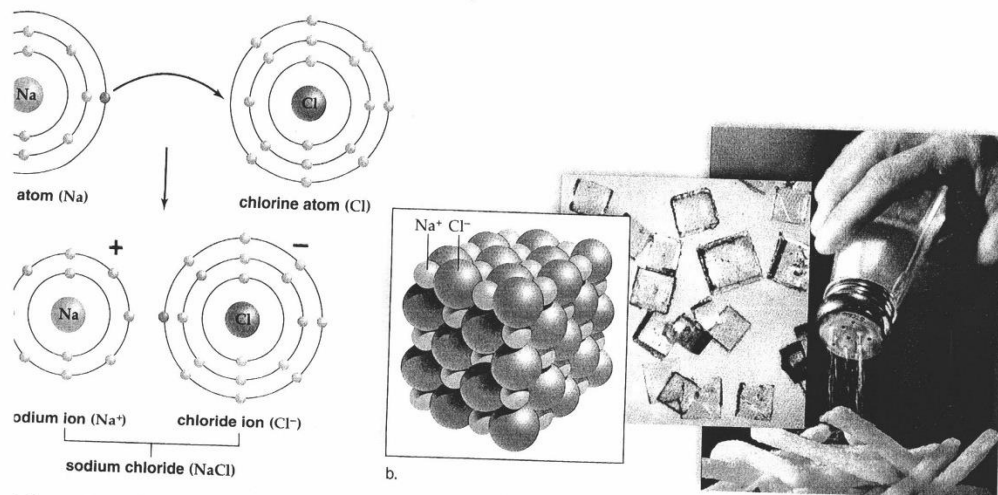 Na
Cl
atom (Na)
chlorine atom (Cl)
+
−
Na
Cl
odium ion (Na⁺)
chloride ion (Cl⁻)
sodium chloride (NaCl)
Na⁺ Cl⁻
b.